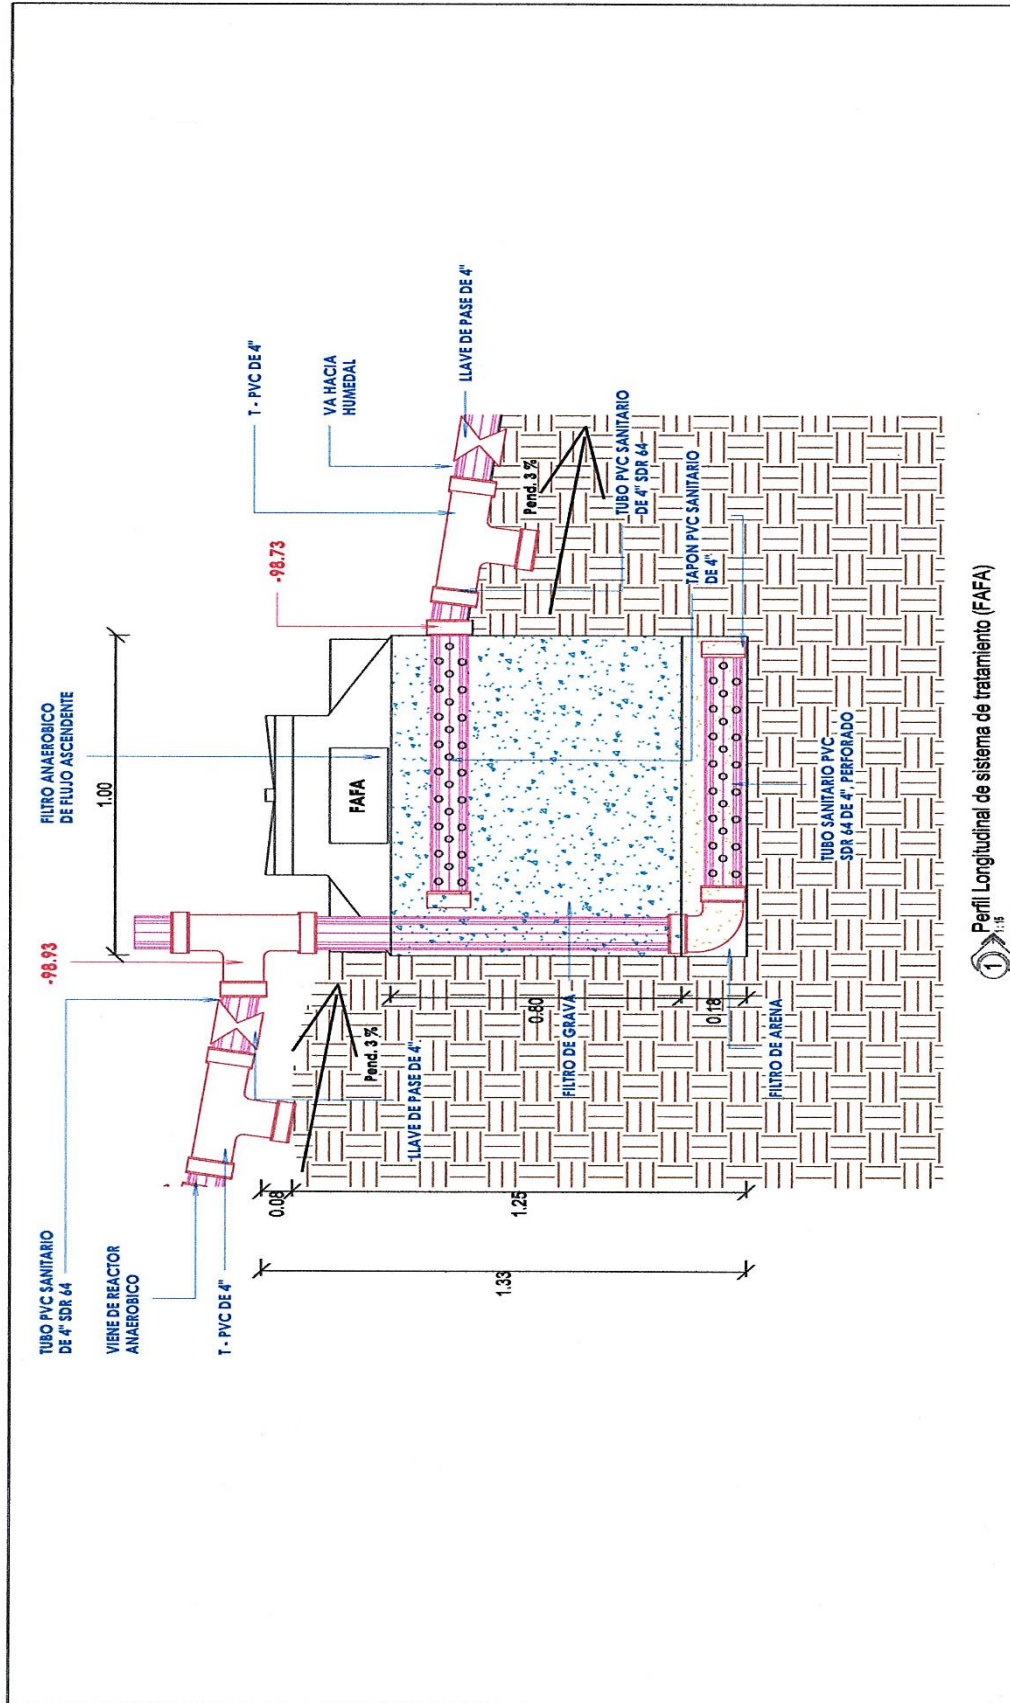 TUBO PVC SANITARIO
DE 4" SDR 64
VIENE DE REACTOR
ANAEROBICO
T - PVC DE 4"
-98.93
1.00
FILTRO ANAEROBICO
DE FLUJO ASCENDENTE
-98.73
T - PVC DE 4"
VA HACIA
HUMEDAL
LLAVE DE PASE DE 4"
FAFA
0.08
1.25
1.33
Pend. 3 %
LLAVE DE PASE DE 4"
0.80
0.18
FILTRO DE GRAVA
FILTRO DE ARENA
Pend. 3 %
TUBO PVC SANITARIO
DE 4" SDR 64
TAPON PVC SANITARIO
DE 4"
TUBO SANITARIO PVC
SDR 64 DE 4" PERFORADO
1
Perfil Longitudinal de sistema de tratamiento (FAFA)
1:15